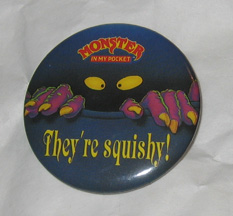 MONSTER
IN MY POCKET
They're squishy!